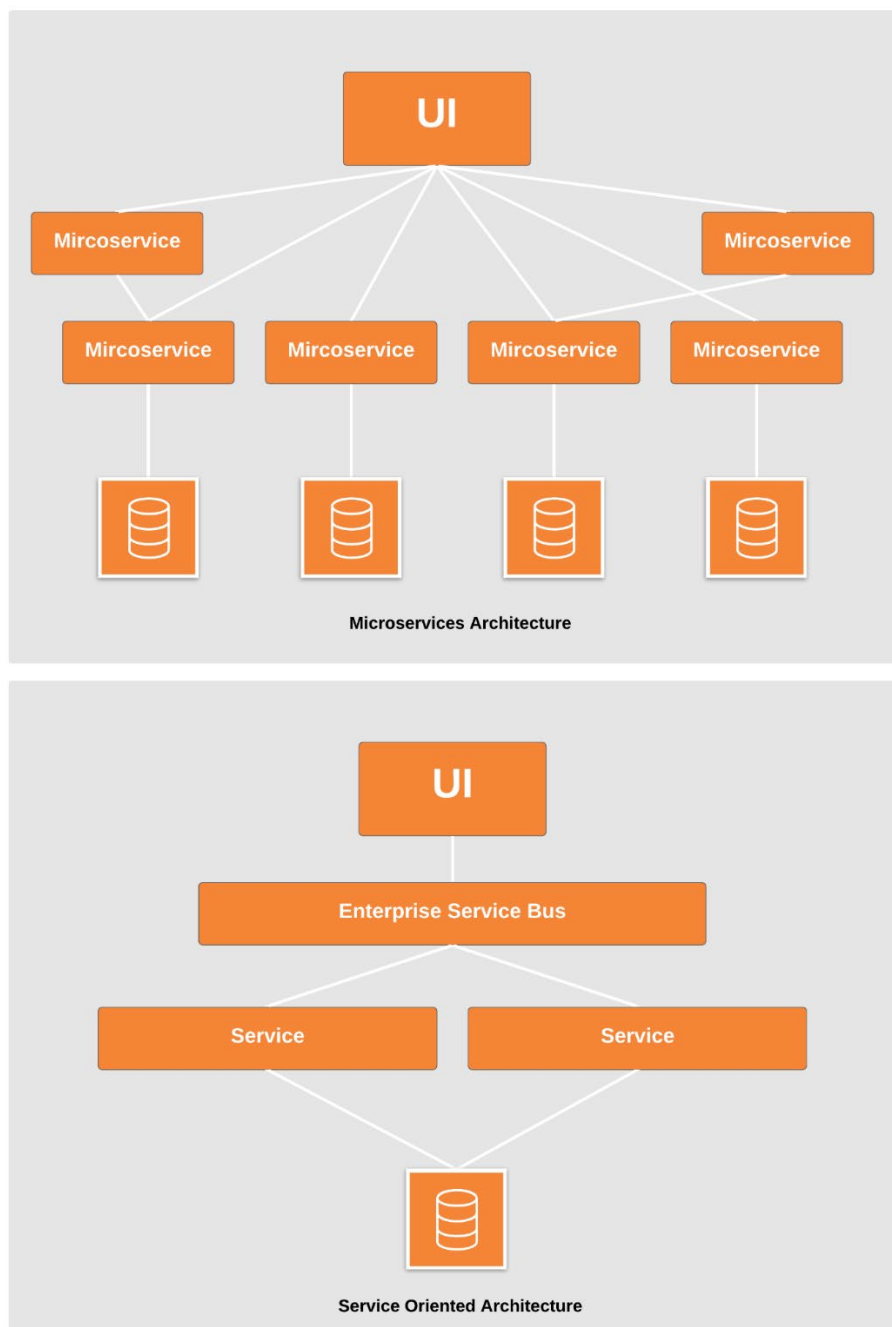 UI
Mircoservice
Mircoservice
Mircoservice
Mircoservice
Mircoservice
Mircoservice
Microservices Architecture
UI
Enterprise Service Bus
Service
Service
Service Oriented Architecture